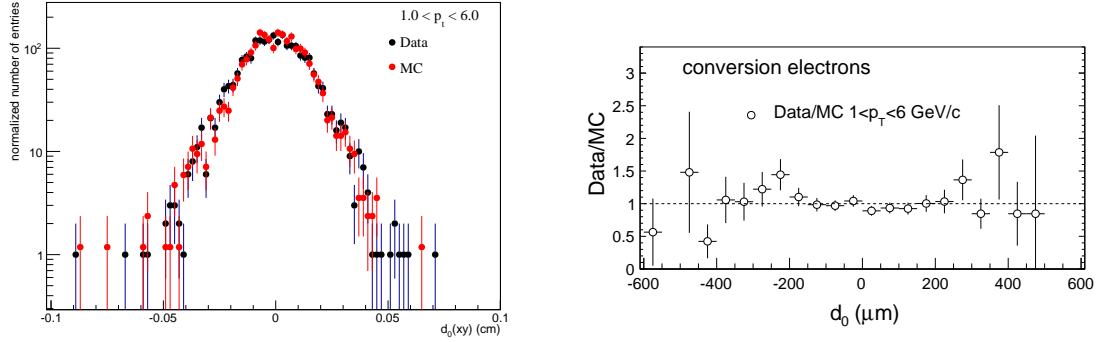 normalized number of entries
10²
10
1
1.0 < pₜ < 6.0
Data
MC
-0.1
-0.05
0
0.05
0.1
d₀(xy) (cm)
Data/MC
3
2.5
2
1.5
1
0.5
0
conversion electrons
Data/MC 1<p_T<6 GeV/c
-600
-400
-200
0
200
400
600
d₀ (μm)